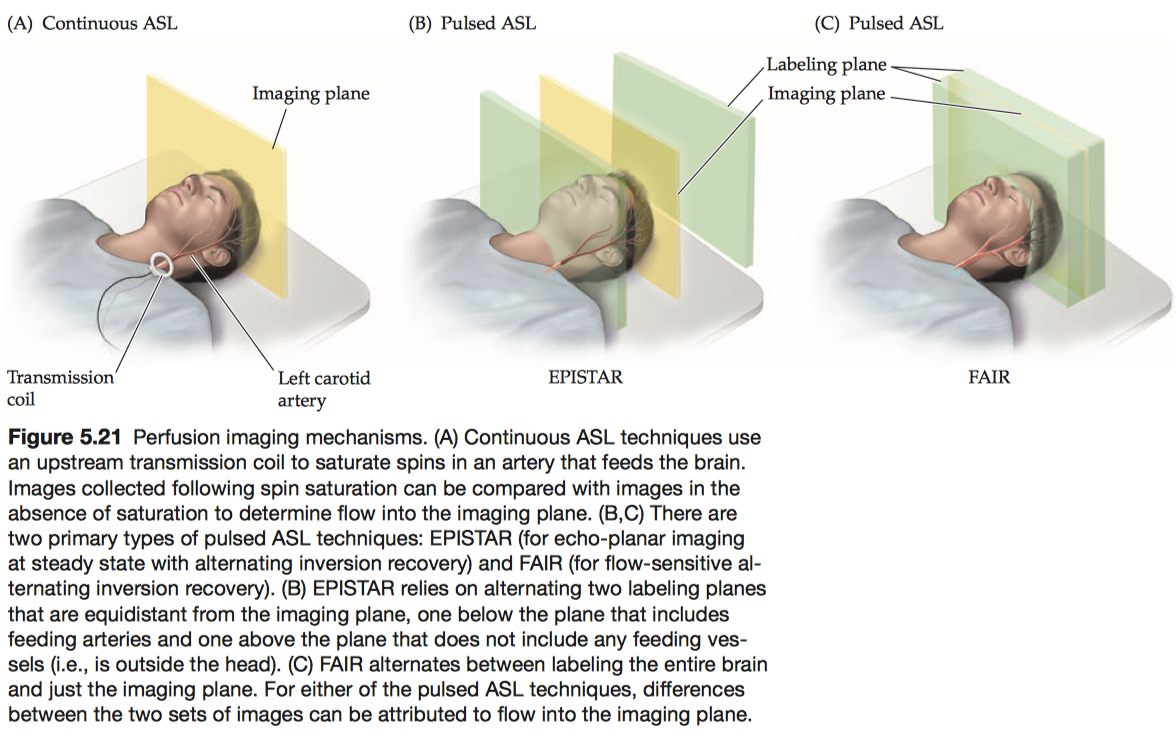 (A) Continuous ASL
(B) Pulsed ASL
(C) Pulsed ASL
Imaging plane
Labeling plane
Imaging plane
Transmission
coil
Left carotid
artery
EPISTAR
FAIR
Figure 5.21 Perfusion imaging mechanisms. (A) Continuous ASL techniques use
an upstream transmission coil to saturate spins in an artery that feeds the brain.
Images collected following spin saturation can be compared with images in the
absence of saturation to determine flow into the imaging plane. (B,C) There are
two primary types of pulsed ASL techniques: EPISTAR (for echo-planar imaging
at steady state with alternating inversion recovery) and FAIR (for flow-sensitive al-
ternating inversion recovery). (B) EPISTAR relies on alternating two labeling planes
that are equidistant from the imaging plane, one below the plane that includes
feeding arteries and one above the plane that does not include any feeding ves-
sels (i.e., is outside the head). (C) FAIR alternates between labeling the entire brain
and just the imaging plane. For either of the pulsed ASL techniques, differences
between the two sets of images can be attributed to flow into the imaging plane.